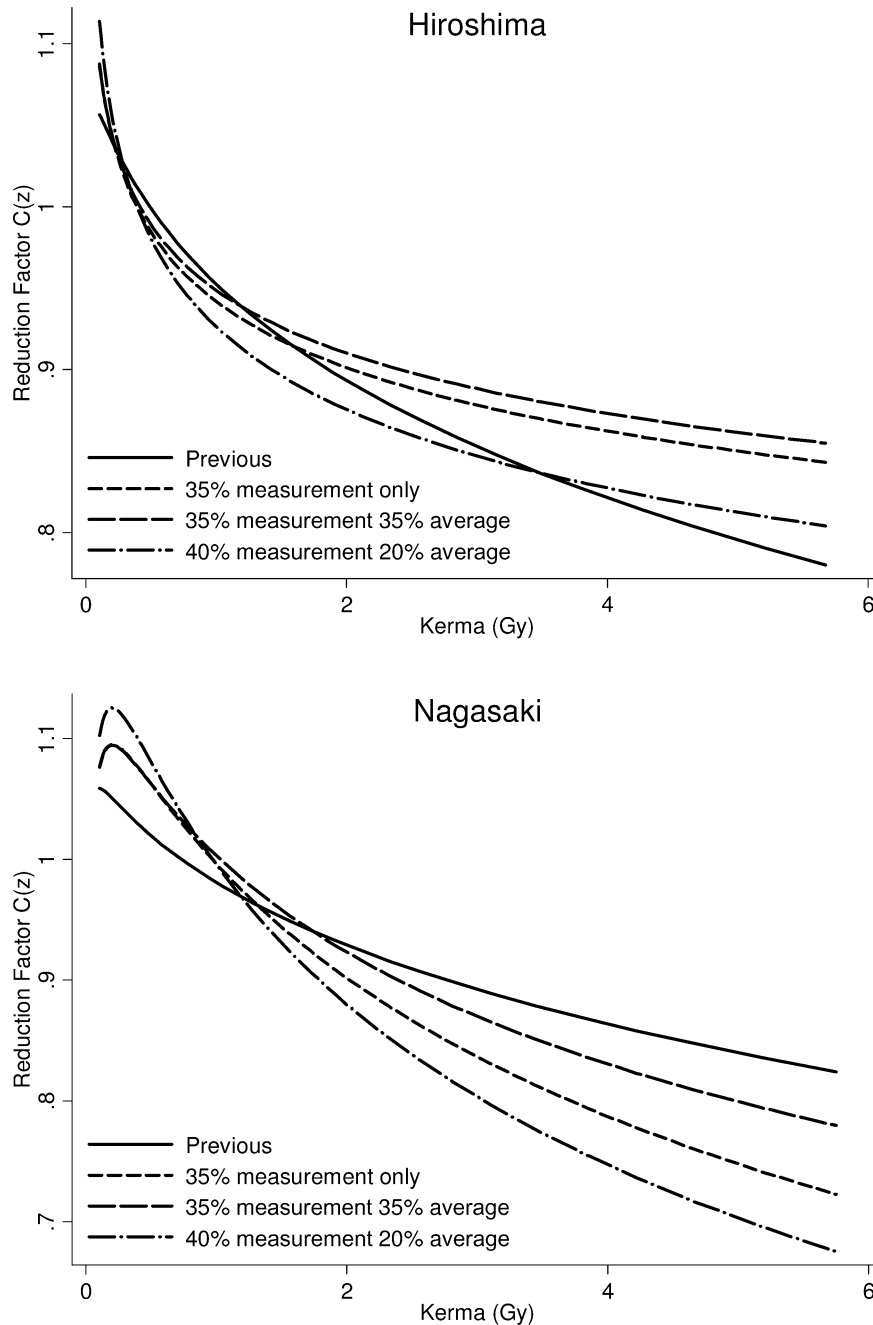 Hiroshima
Reduction Factor C(z)
1.1
1
.9
.8
Previous
35% measurement only
35% measurement 35% average
40% measurement 20% average
0 2 4 6
Kerma (Gy)
Nagasaki
Reduction Factor C(z)
1.1
1
.9
.8
.7
Previous
35% measurement only
35% measurement 35% average
40% measurement 20% average
0 2 4 6
Kerma (Gy)